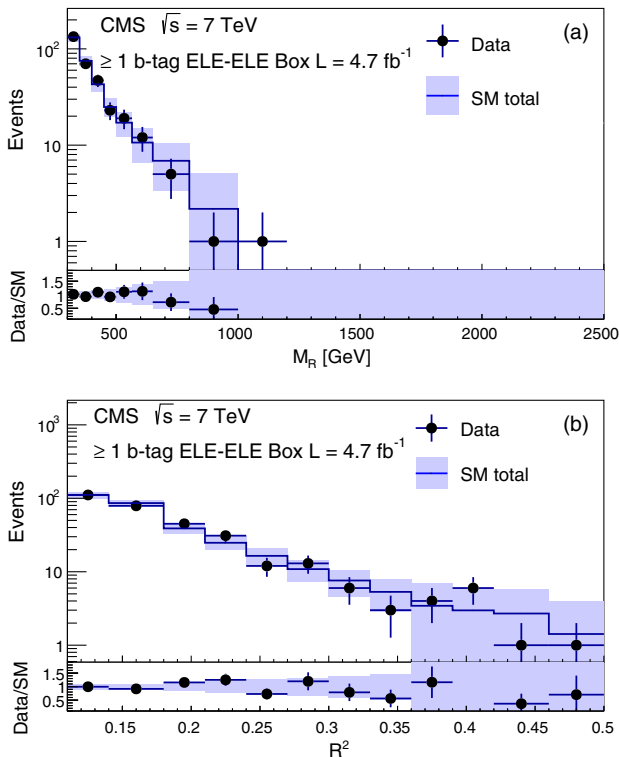 CMS √s = 7 TeV
≥ 1 b-tag ELE-ELE Box L = 4.7 fb⁻¹
(a)
Data
SM total
Events
10²
10
1
Data/SM
1.5
1
0.5
500 1000 1500 2000 2500
M_R [GeV]
CMS √s = 7 TeV
≥ 1 b-tag ELE-ELE Box L = 4.7 fb⁻¹
(b)
Data
SM total
Events
10³
10²
10
1
Data/SM
1.5
1
0.5
0.15 0.2 0.25 0.3 0.35 0.4 0.45 0.5
R²